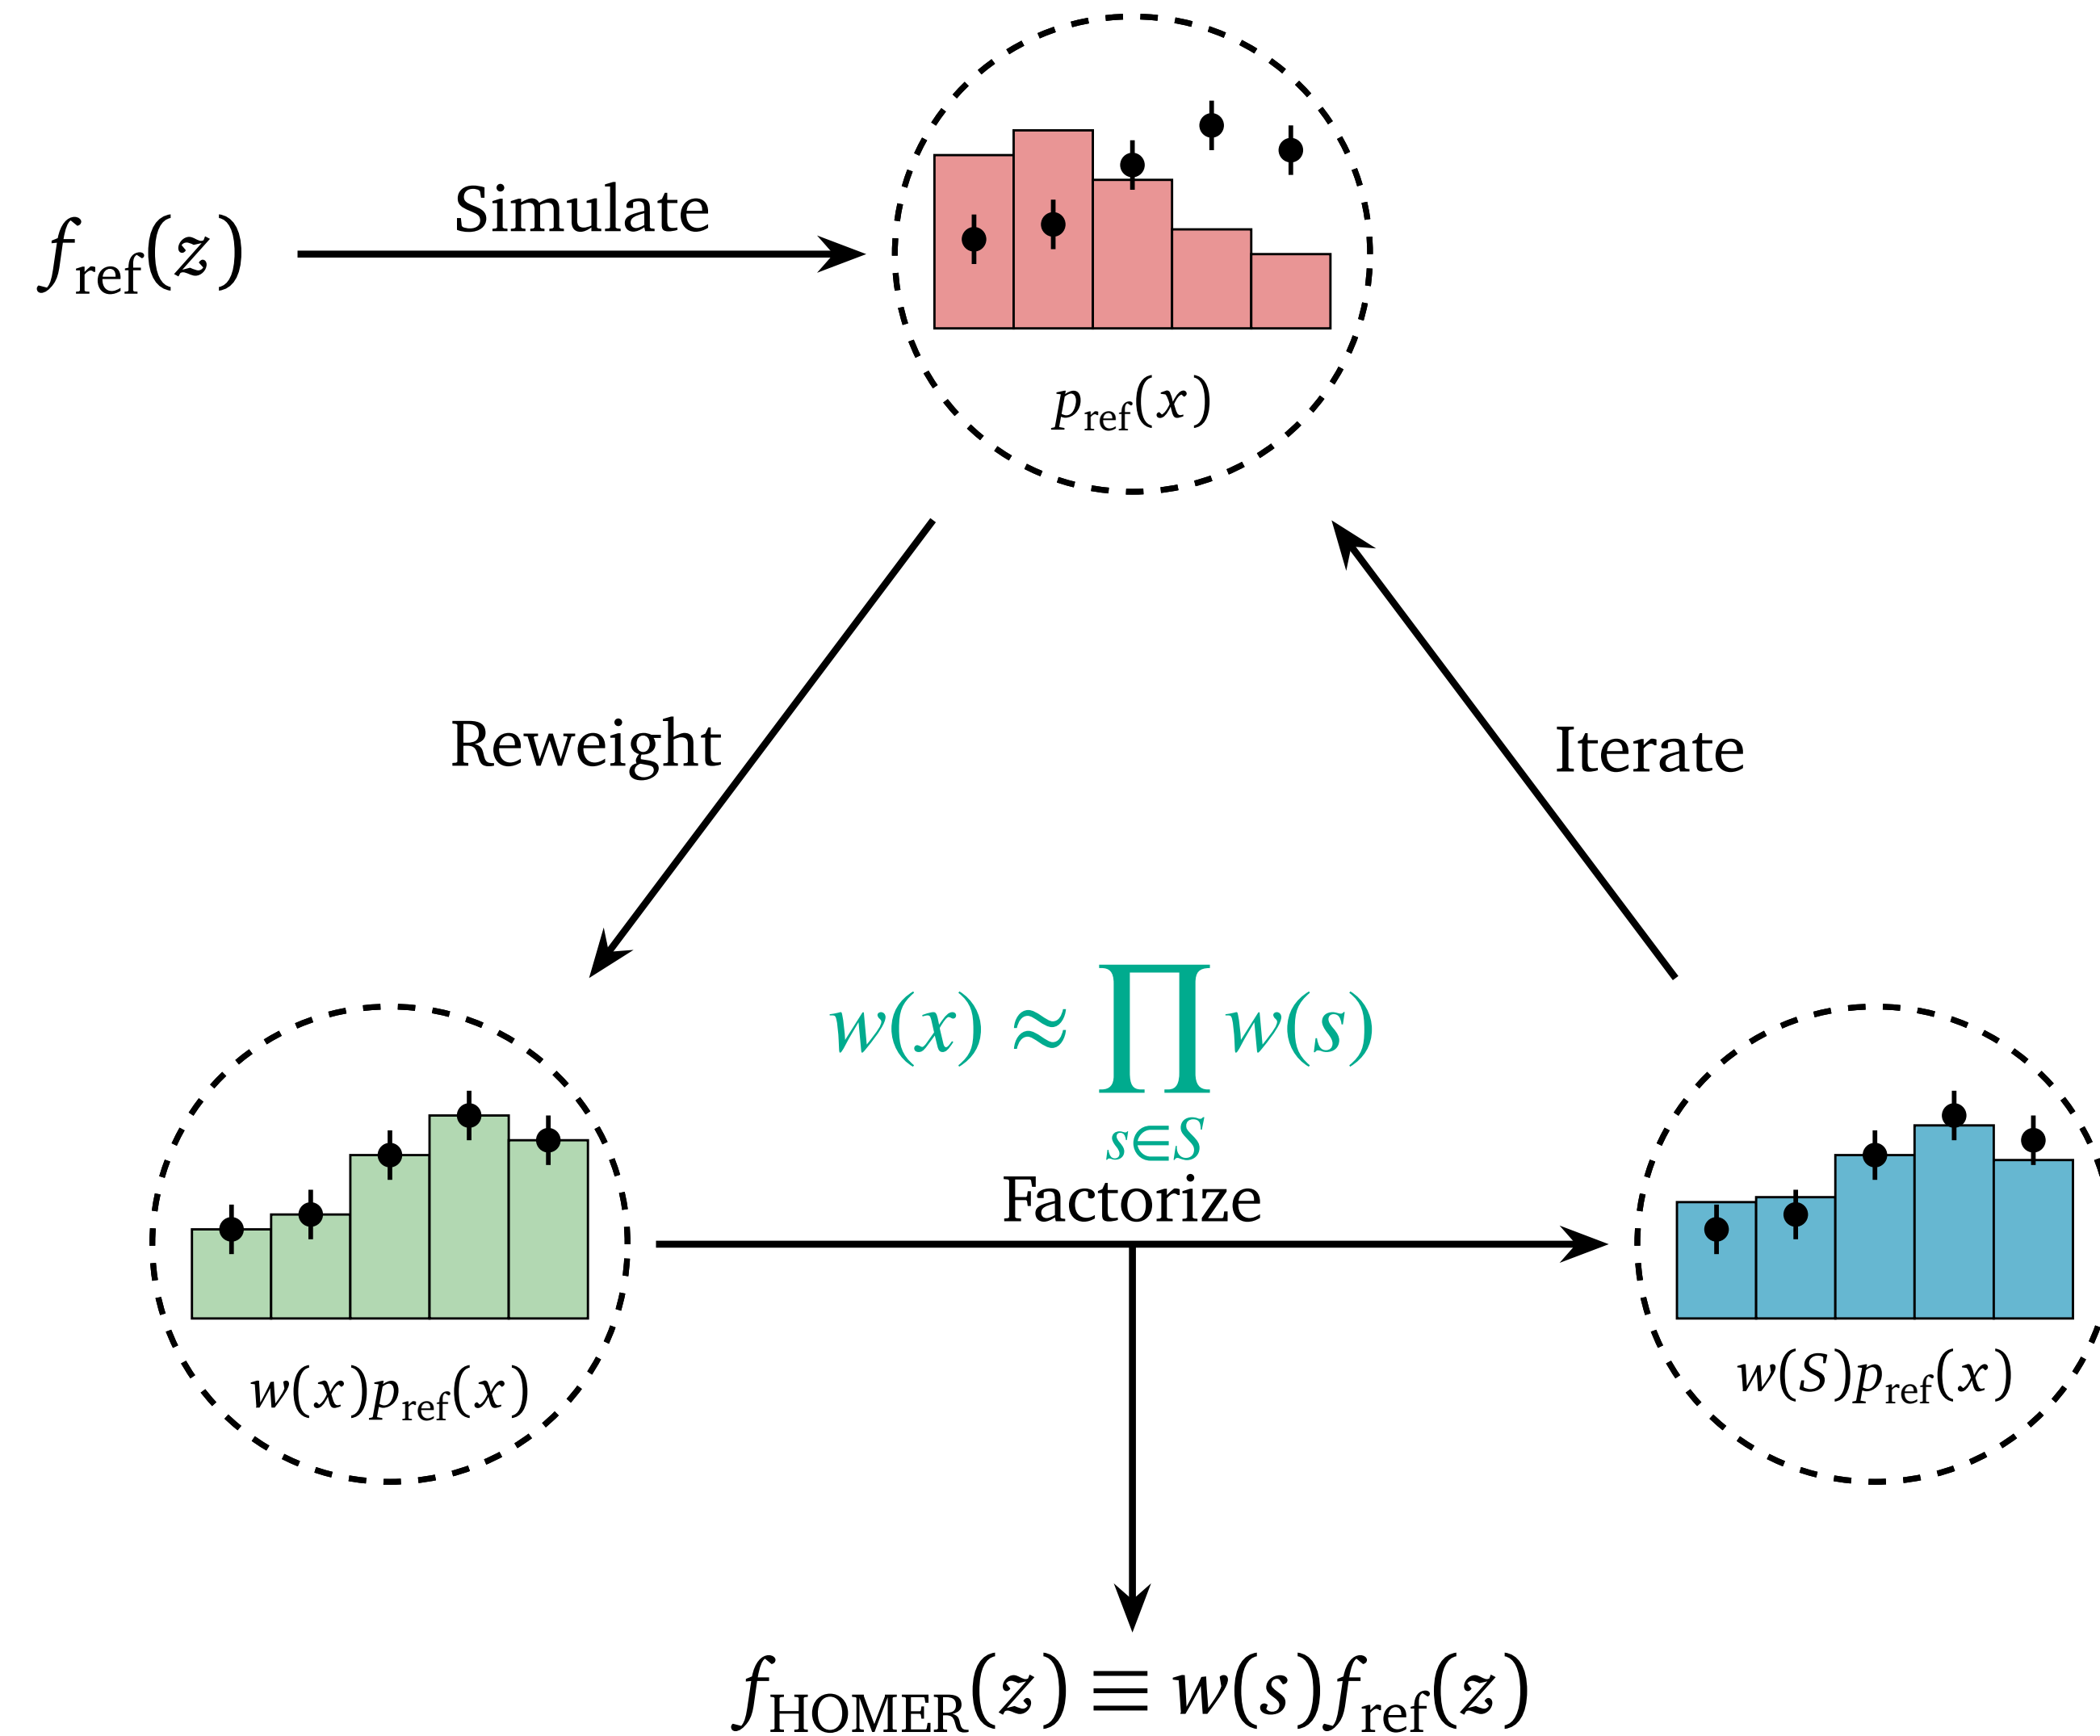 f_ref(z)
Simulate
p_ref(x)
Reweight
Iterate
w(x) ≈ ∏ w(s)
s∈S
Factorize
w(x)p_ref(x)
w(S)p_ref(x)
f_HOMER(z) ≡ w(s)f_ref(z)